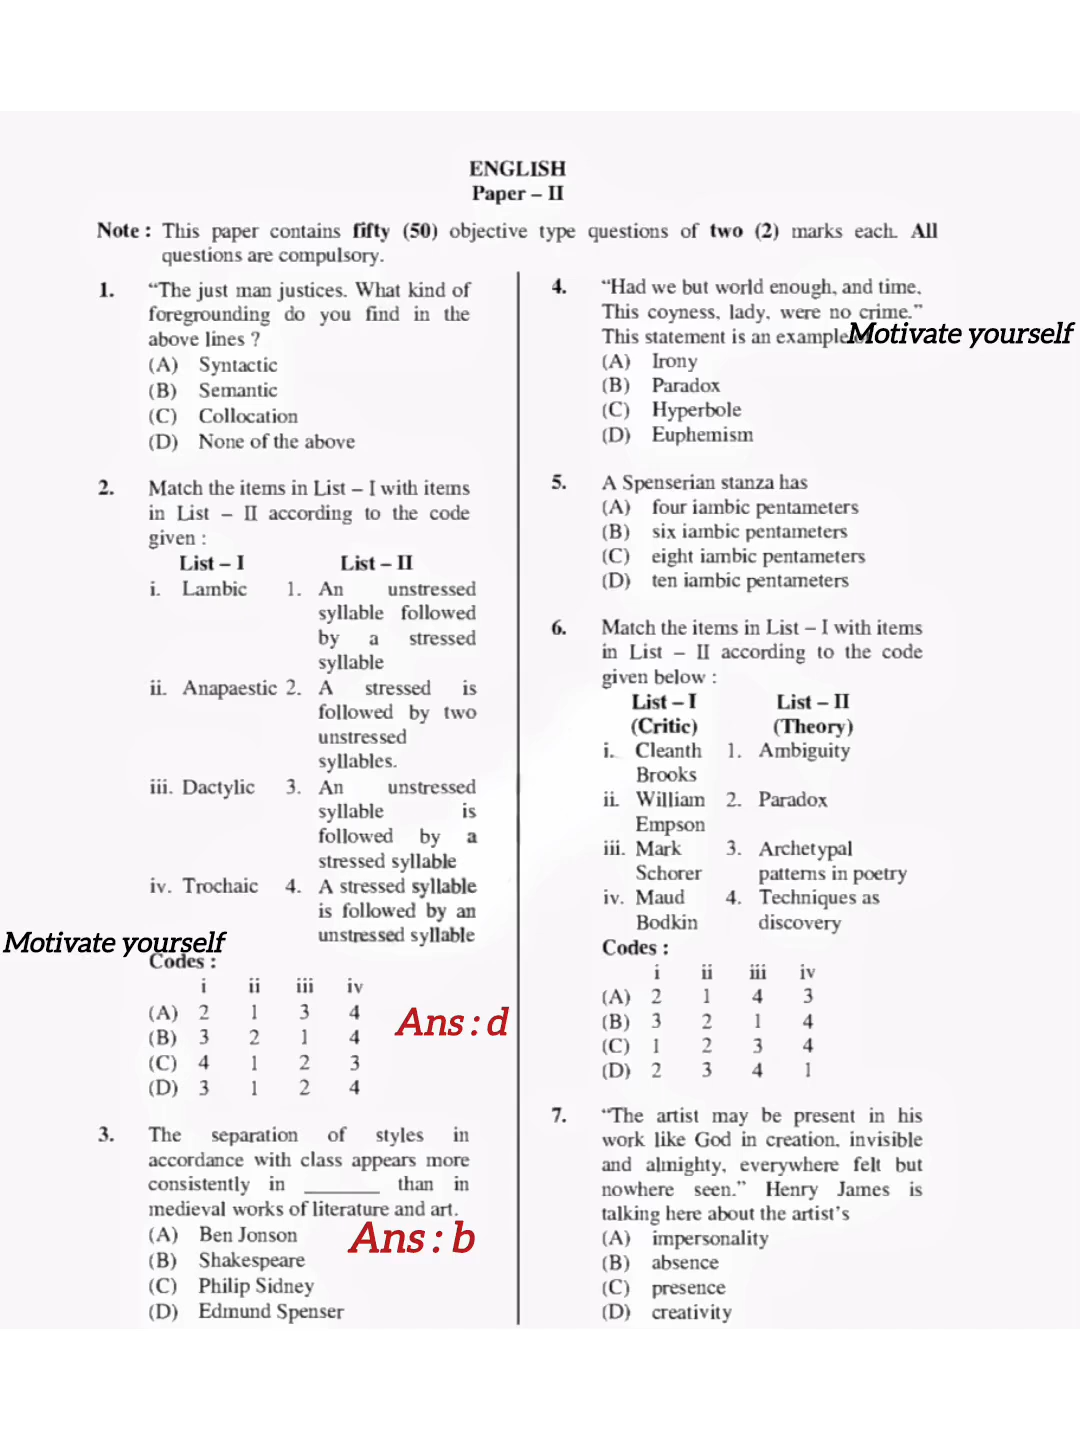 ENGLISH
Paper – II
Note : This paper contains fifty (50) objective type questions of two (2) marks each. All
questions are compulsory.
1. “The just man justices. What kind of
foregrounding do you find in the
above lines ?
(A) Syntactic
(B) Semantic
(C) Collocation
(D) None of the above
2. Match the items in List – I with items
in List – II according to the code
given :
List – I List – II
i. Lambic 1. An unstressed
syllable followed
by a stressed
syllable
ii. Anapaestic 2. A stressed is
followed by two
unstressed
syllables.
iii. Dactylic 3. An unstressed
syllable is
followed by a
stressed syllable
iv. Trochaic 4. A stressed syllable
is followed by an
unstressed syllable
Motivate yourself
Codes :
i ii iii iv
(A) 2 1 3 4
(B) 3 2 1 4
(C) 4 1 2 3
(D) 3 1 2 4
Ans : d
3. The separation of styles in
accordance with class appears more
consistently in ________ than in
medieval works of literature and art.
(A) Ben Jonson
(B) Shakespeare
(C) Philip Sidney
(D) Edmund Spenser
Ans : b
4. “Had we but world enough, and time,
This coyness, lady, were no crime.”
This statement is an example
Motivate yourself
(A) Irony
(B) Paradox
(C) Hyperbole
(D) Euphemism
5. A Spenserian stanza has
(A) four iambic pentameters
(B) six iambic pentameters
(C) eight iambic pentameters
(D) ten iambic pentameters
6. Match the items in List – I with items
in List – II according to the code
given below :
List – I List – II
(Critic) (Theory)
i. Cleanth 1. Ambiguity
Brooks
ii. William 2. Paradox
Empson
iii. Mark 3. Archetypal
Schorer patterns in poetry
iv. Maud 4. Techniques as
Bodkin discovery
Codes :
i ii iii iv
(A) 2 1 4 3
(B) 3 2 1 4
(C) 1 2 3 4
(D) 2 3 4 1
7. “The artist may be present in his
work like God in creation, invisible
and almighty, everywhere felt but
nowhere seen.” Henry James is
talking here about the artist’s
(A) impersonality
(B) absence
(C) presence
(D) creativity